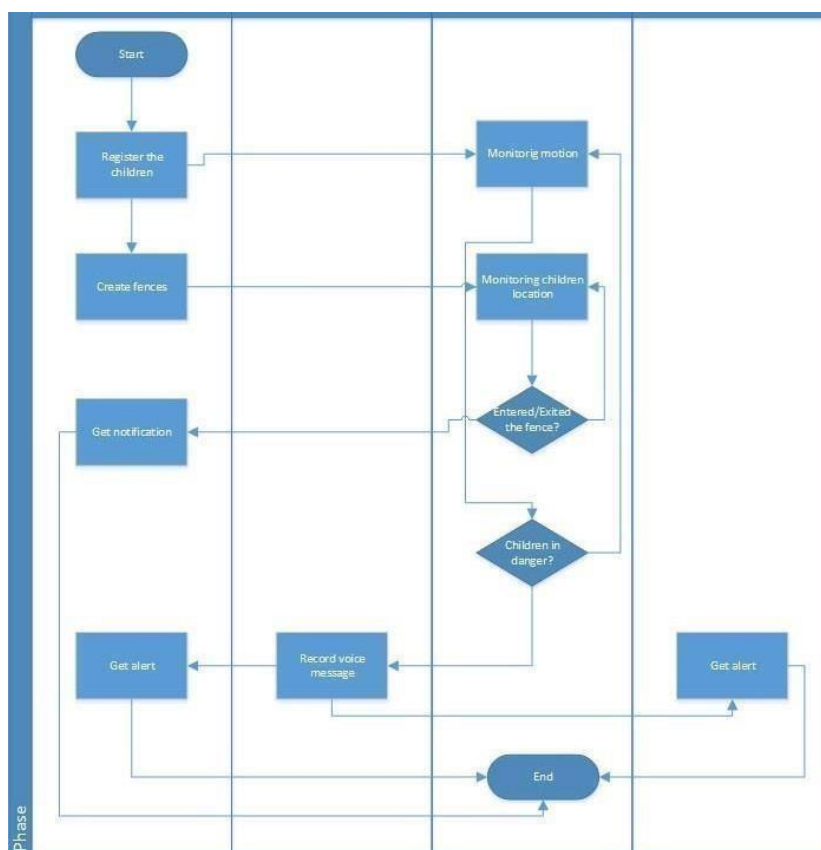 Start
Register the
children
Monitorig motion
Create fences
Monitoring children
location
Get notification
Entered/Exited
the fence?
Children in
danger?
Get alert
Record voice
message
Get alert
End
Phase